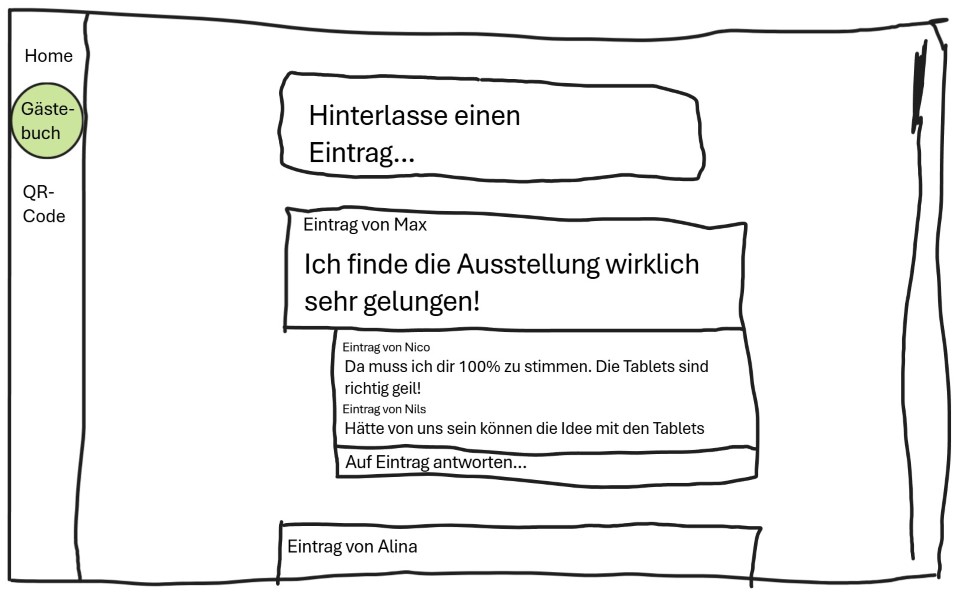 Home
Gäste-
buch
QR-
Code
Hinterlasse einen
Eintrag...
Eintrag von Max
Ich finde die Ausstellung wirklich
sehr gelungen!
Eintrag von Nico
Da muss ich dir 100% zu stimmen. Die Tablets sind
richtig geil!
Eintrag von Nils
Hätte von uns sein können die Idee mit den Tablets
Auf Eintrag antworten...
Eintrag von Alina